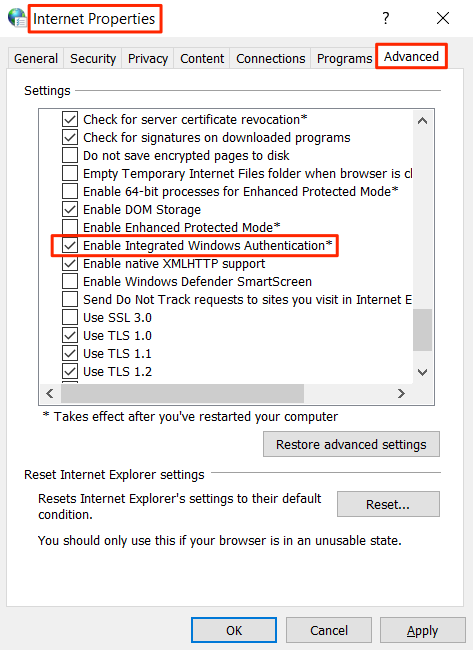 Internet Properties
?
General Security Privacy Content Connections Programs Advanced
Settings
Check for server certificate revocation*
Check for signatures on downloaded programs
Do not save encrypted pages to disk
Empty Temporary Internet Files folder when browser is cl
Enable 64-bit processes for Enhanced Protected Mode*
Enable DOM Storage
Enable Enhanced Protected Mode*
Enable Integrated Windows Authentication*
Enable native XMLHTTP support
Enable Windows Defender SmartScreen
Send Do Not Track requests to sites you visit in Internet E
Use SSL 3.0
Use TLS 1.0
Use TLS 1.1
Use TLS 1.2
* Takes effect after you've restarted your computer
Restore advanced settings
Reset Internet Explorer settings
Resets Internet Explorer's settings to their default
condition.
Reset...
You should only use this if your browser is in an unusable state.
OK Cancel Apply